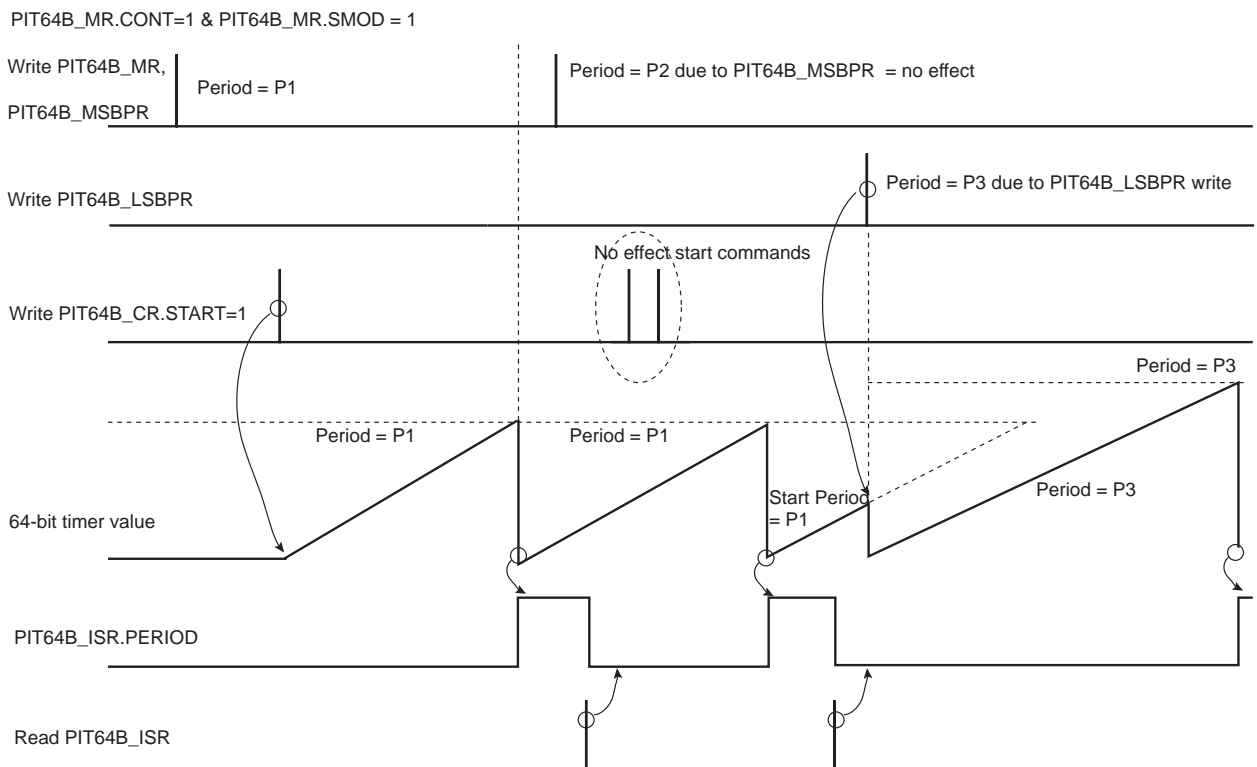 PIT64B_MR.CONT=1 & PIT64B_MR.SMOD = 1
Write PIT64B_MR,
PIT64B_MSBPR
Period = P1
Period = P2 due to PIT64B_MSBPR  = no effect
Write PIT64B_LSBPR
Period = P3 due to PIT64B_LSBPR write
No effect start commands
Write PIT64B_CR.START=1
Period = P3
Period = P1
Period = P1
Start Period
= P1
Period = P3
64-bit timer value
PIT64B_ISR.PERIOD
Read PIT64B_ISR